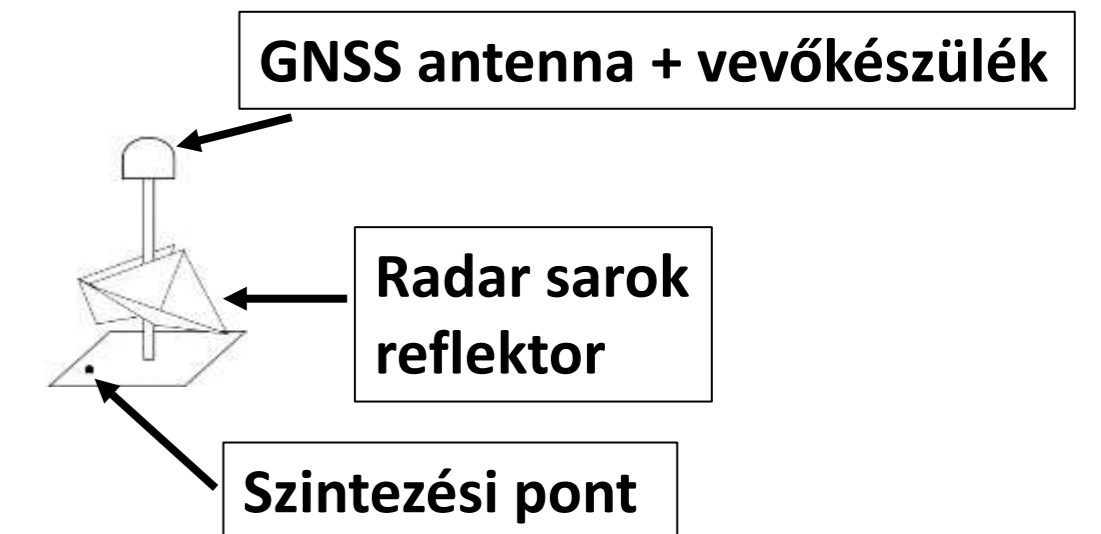 GNSS antenna + vevőkészülék
Radar sarok
reflektor
Szintezési pont